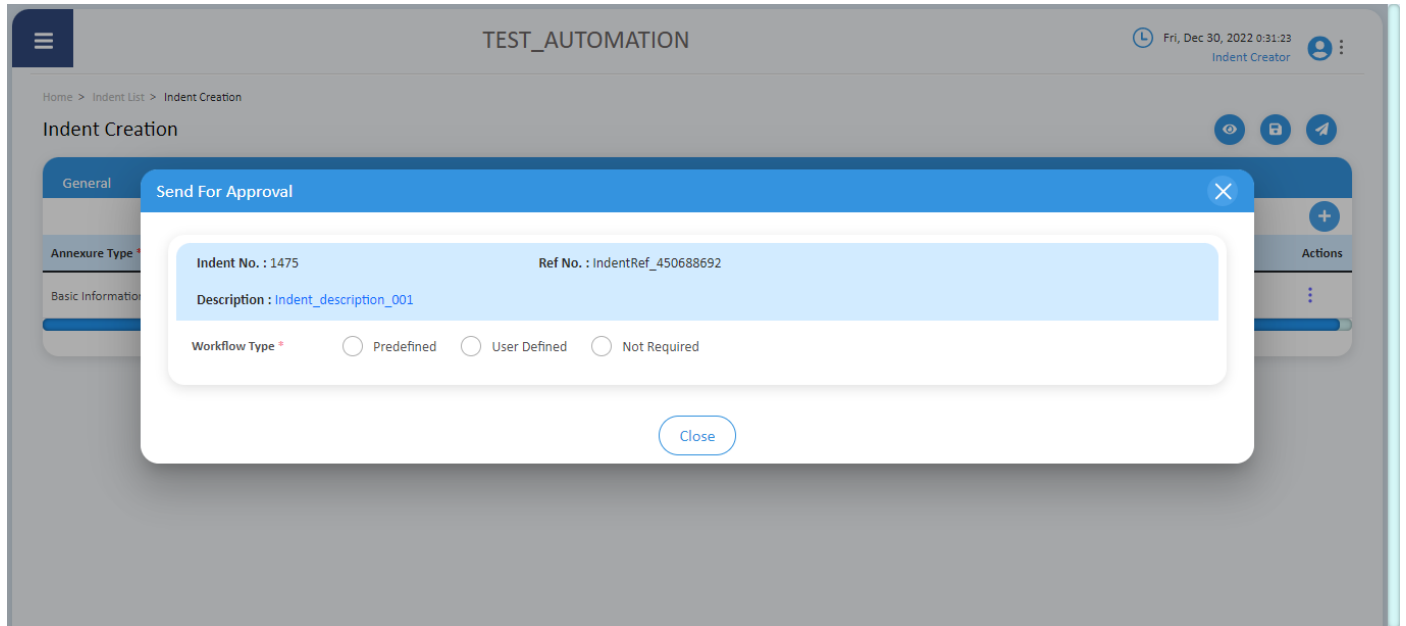 TEST_AUTOMATION
Fri, Dec 30, 2022 0:31:23
Indent Creator
Home > Indent List > Indent Creation
Indent Creation
General
Send For Approval
Annexure Type *
Actions
Indent No. : 1475 Ref No. : IndentRef_450688692
Basic Information
Description : Indent_description_001
Workflow Type * Predefined User Defined Not Required
Close